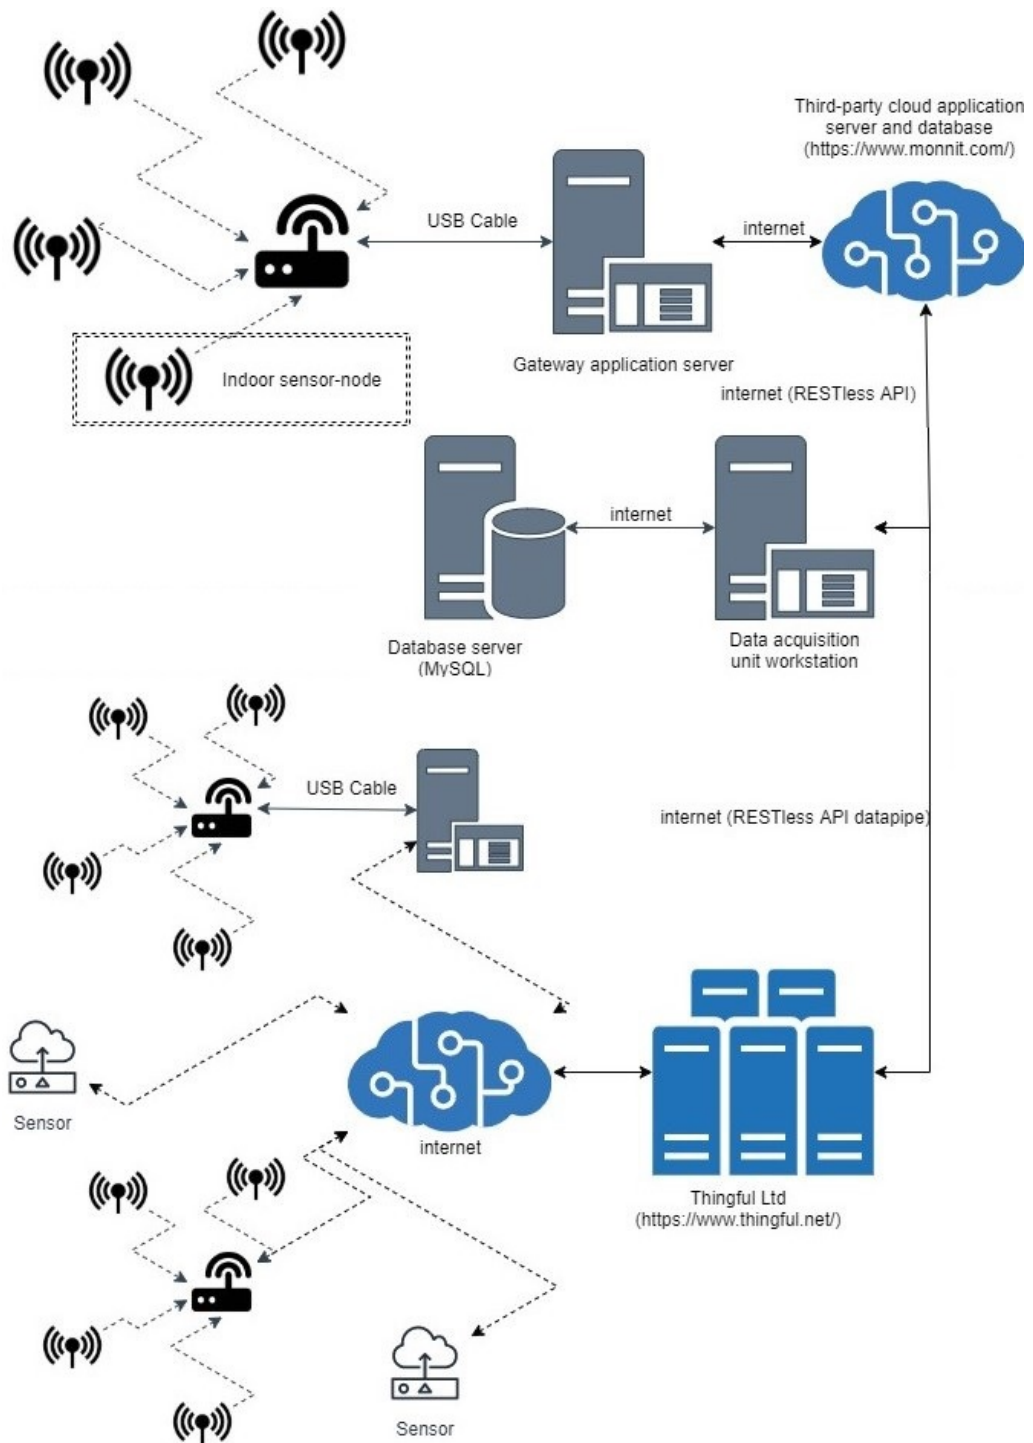 Third-party cloud application
server and database
(https://www.monnit.com/)
USB Cable
internet
Gateway application server
Indoor sensor-node
internet (RESTless API)
internet
Database server
(MySQL)
Data acquisition
unit workstation
USB Cable
internet (RESTless API datapipe)
Sensor
internet
Thingful Ltd
(https://www.thingful.net/)
Sensor